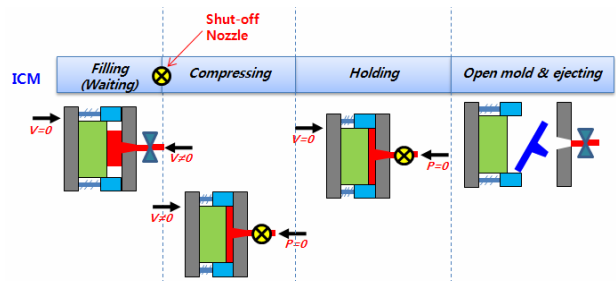 Shut-off
Nozzle
ICM
Filling
(Waiting)
Compressing
Holding
Open mold & ejecting
V=0
V≠0
V≠0
P=0
V=0
P=0